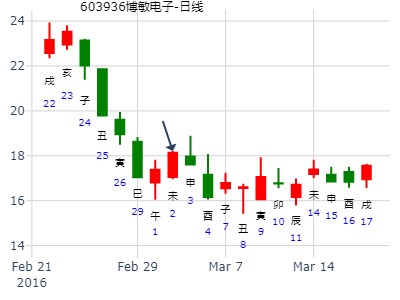 603936博敏电子-日线
24
22
20
18
16
14
戌
22
亥
23
子
24
丑
25
寅
26
巳
29
午
1
未
2
申
3
酉
4
子
7
丑
8
寅
9
卯
10
辰
11
未
14
申
15
酉
16
戌
17
Feb 21
2016
Feb 29
Mar 7
Mar 14